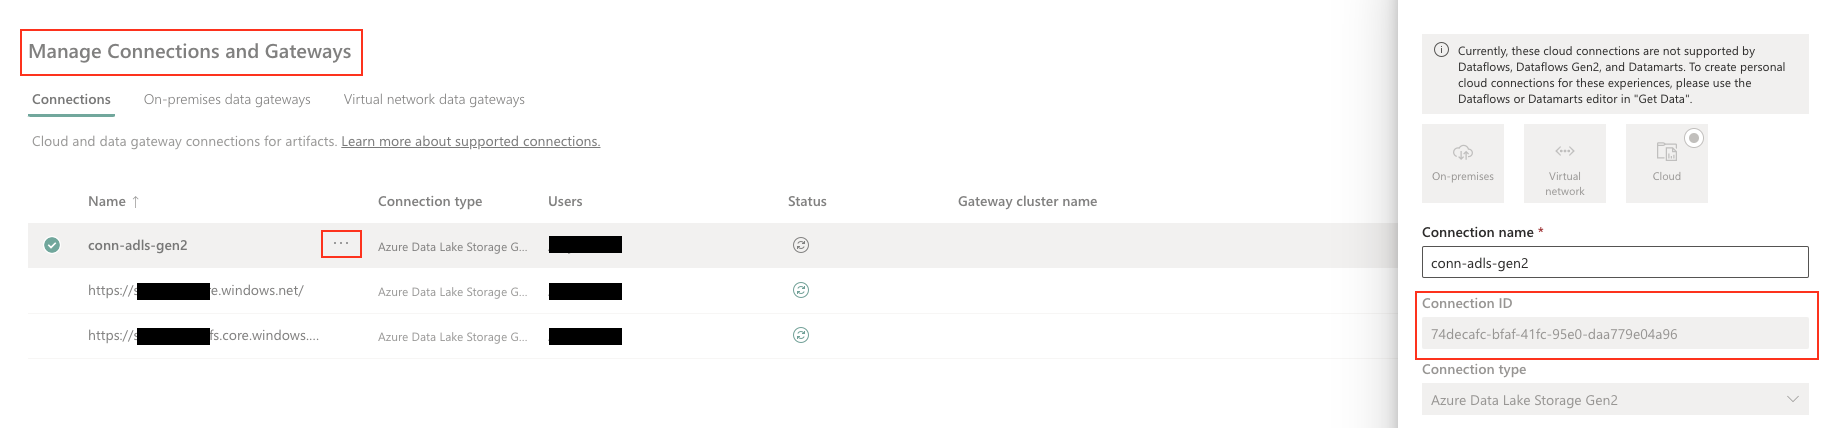 Manage Connections and Gateways
Connections On-premises data gateways Virtual network data gateways
Cloud and data gateway connections for artifacts. Learn more about supported connections.
Name ↑ Connection type Users Status Gateway cluster name
conn-adls-gen2 ... Azure Data Lake Storage G...
https://s e.windows.net/ Azure Data Lake Storage G...
https://s fs.core.windows.... Azure Data Lake Storage G...
Currently, these cloud connections are not supported by
Dataflows, Dataflows Gen2, and Datamarts. To create personal
cloud connections for these experiences, please use the
Dataflows or Datamarts editor in "Get Data".
On-premises
Virtual
network
Cloud
Connection name *
conn-adls-gen2
Connection ID
74decafc-bfaf-41fc-95e0-daa779e04a96
Connection type
Azure Data Lake Storage Gen2